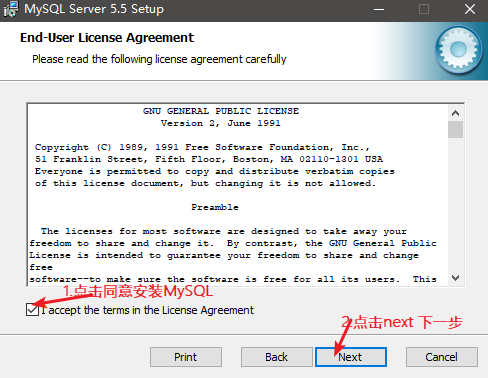 MySQL Server 5.5 Setup
End-User License Agreement
Please read the following license agreement carefully
GNU GENERAL PUBLIC LICENSE
Version 2, June 1991
Copyright (C) 1989, 1991 Free Software Foundation, Inc.,
51 Franklin Street, Fifth Floor, Boston, MA 02110-1301 USA
Everyone is permitted to copy and distribute verbatim copies
of this license document, but changing it is not allowed.
Preamble
The licenses for most software are designed to take away your
freedom to share and change it. By contrast, the GNU General Public
License is intended to guarantee your freedom to share and change
free
software--to make sure the software is free for all its users. This
1.点击同意安装MySQL
I accept the terms in the License Agreement
2.点击next 下一步
Print
Back
Next
Cancel